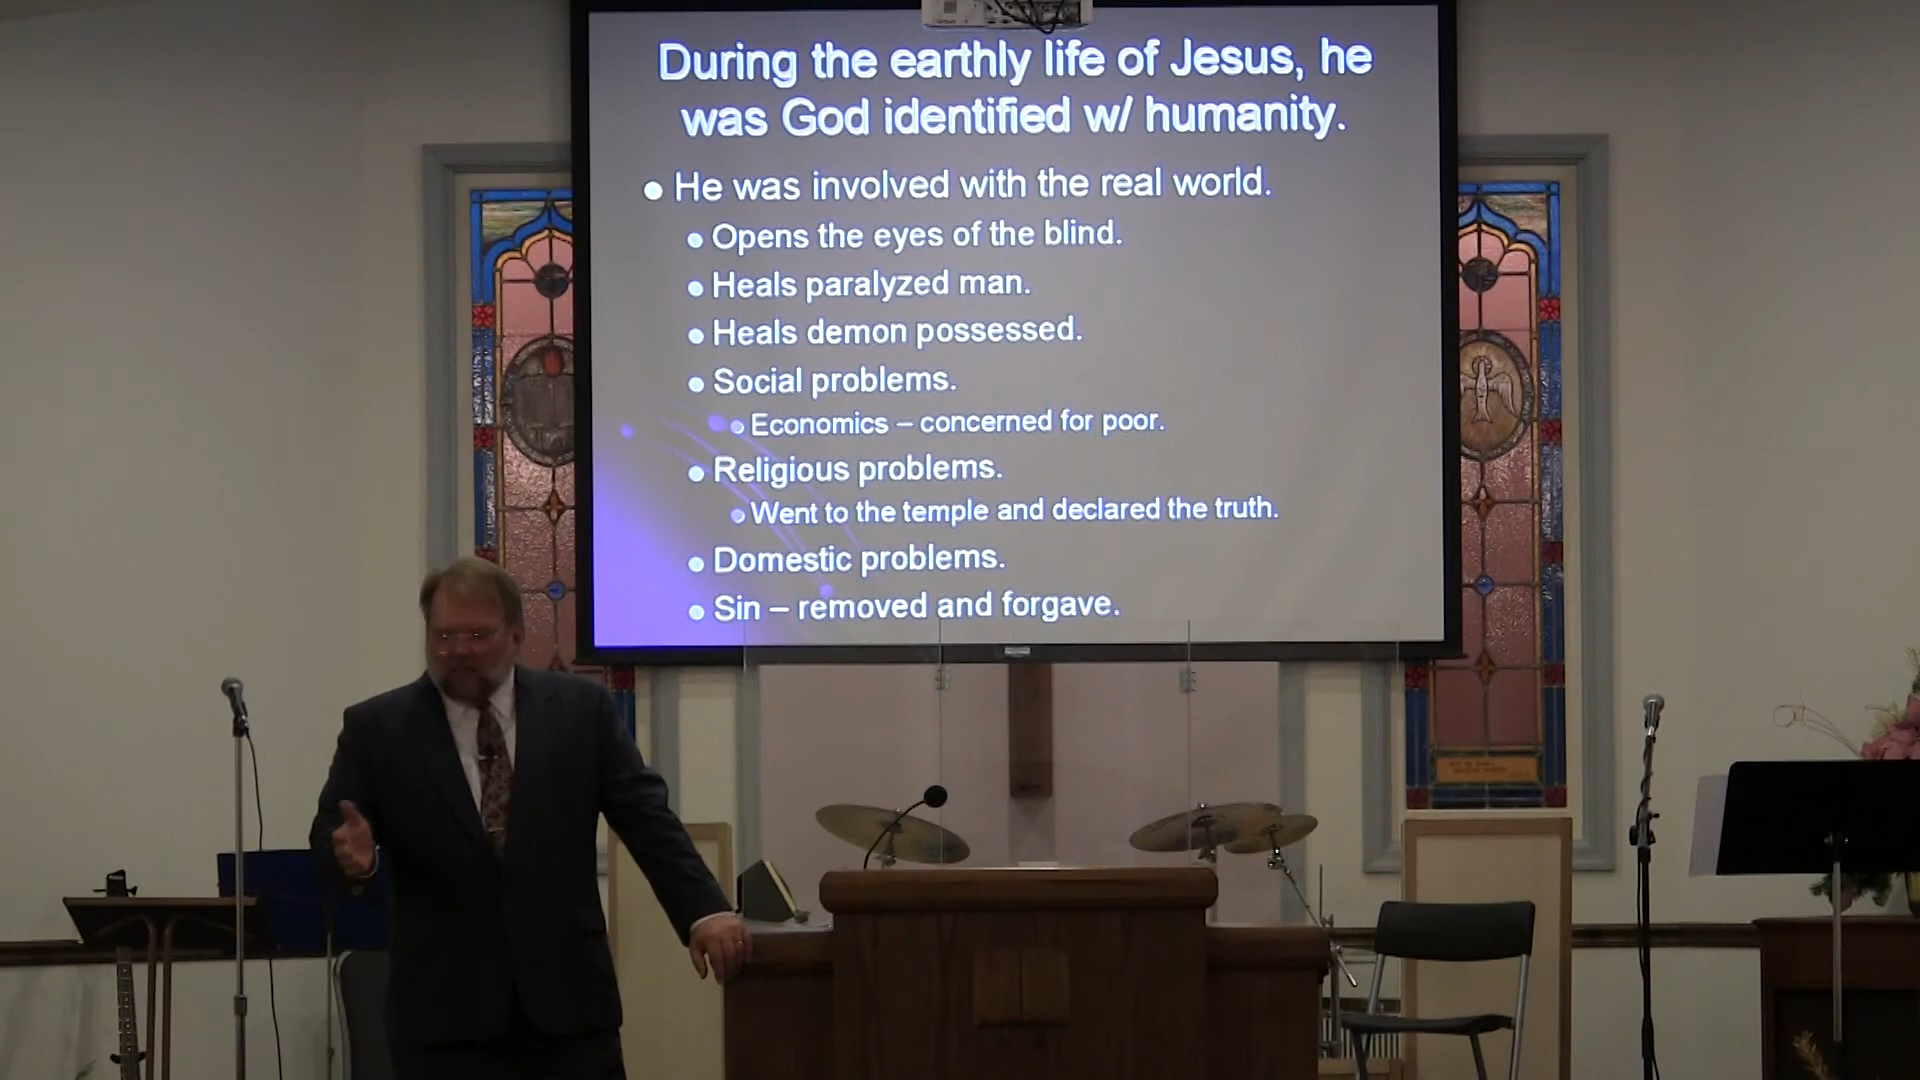 During the earthly life of Jesus, he
was God identified w/ humanity.
He was involved with the real world.
Opens the eyes of the blind.
Heals paralyzed man.
Heals demon possessed.
Social problems.
Economics – concerned for poor.
Religious problems.
Went to the temple and declared the truth.
Domestic problems.
Sin – removed and forgave.